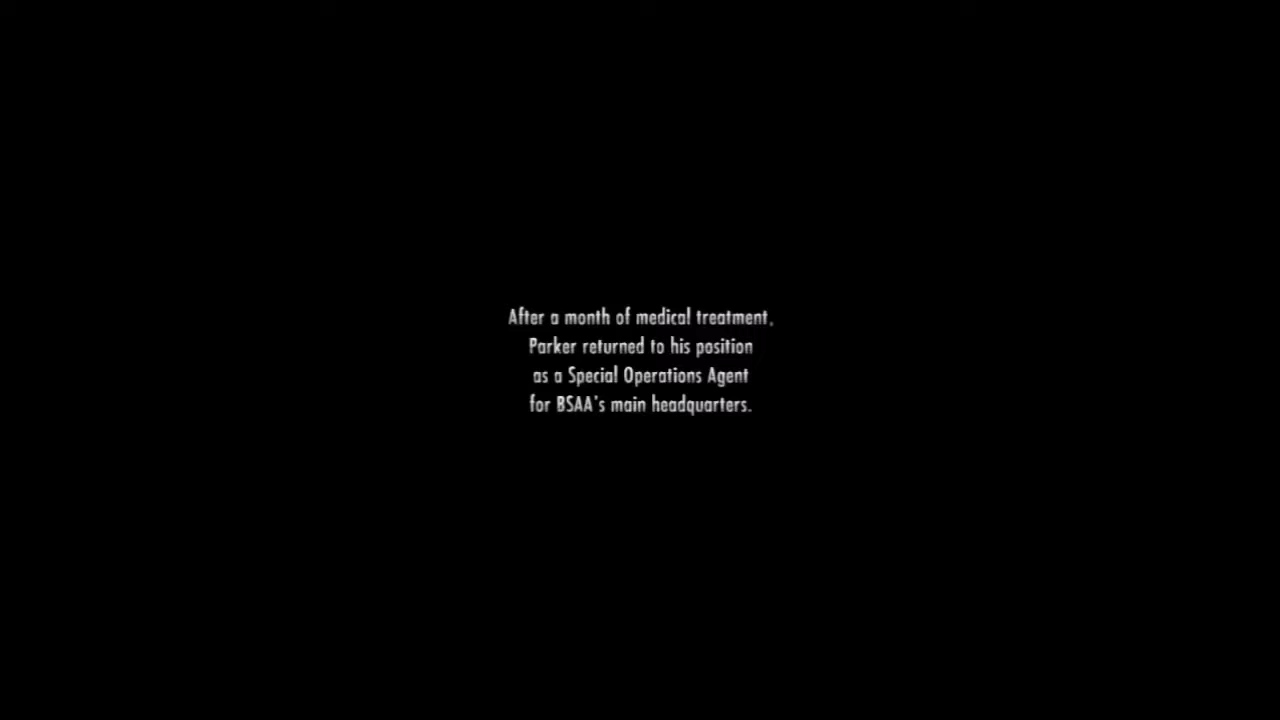 After a month of medical treatment,
Parker returned to his position
as a Special Operations Agent
for BSAA's main headquarters.